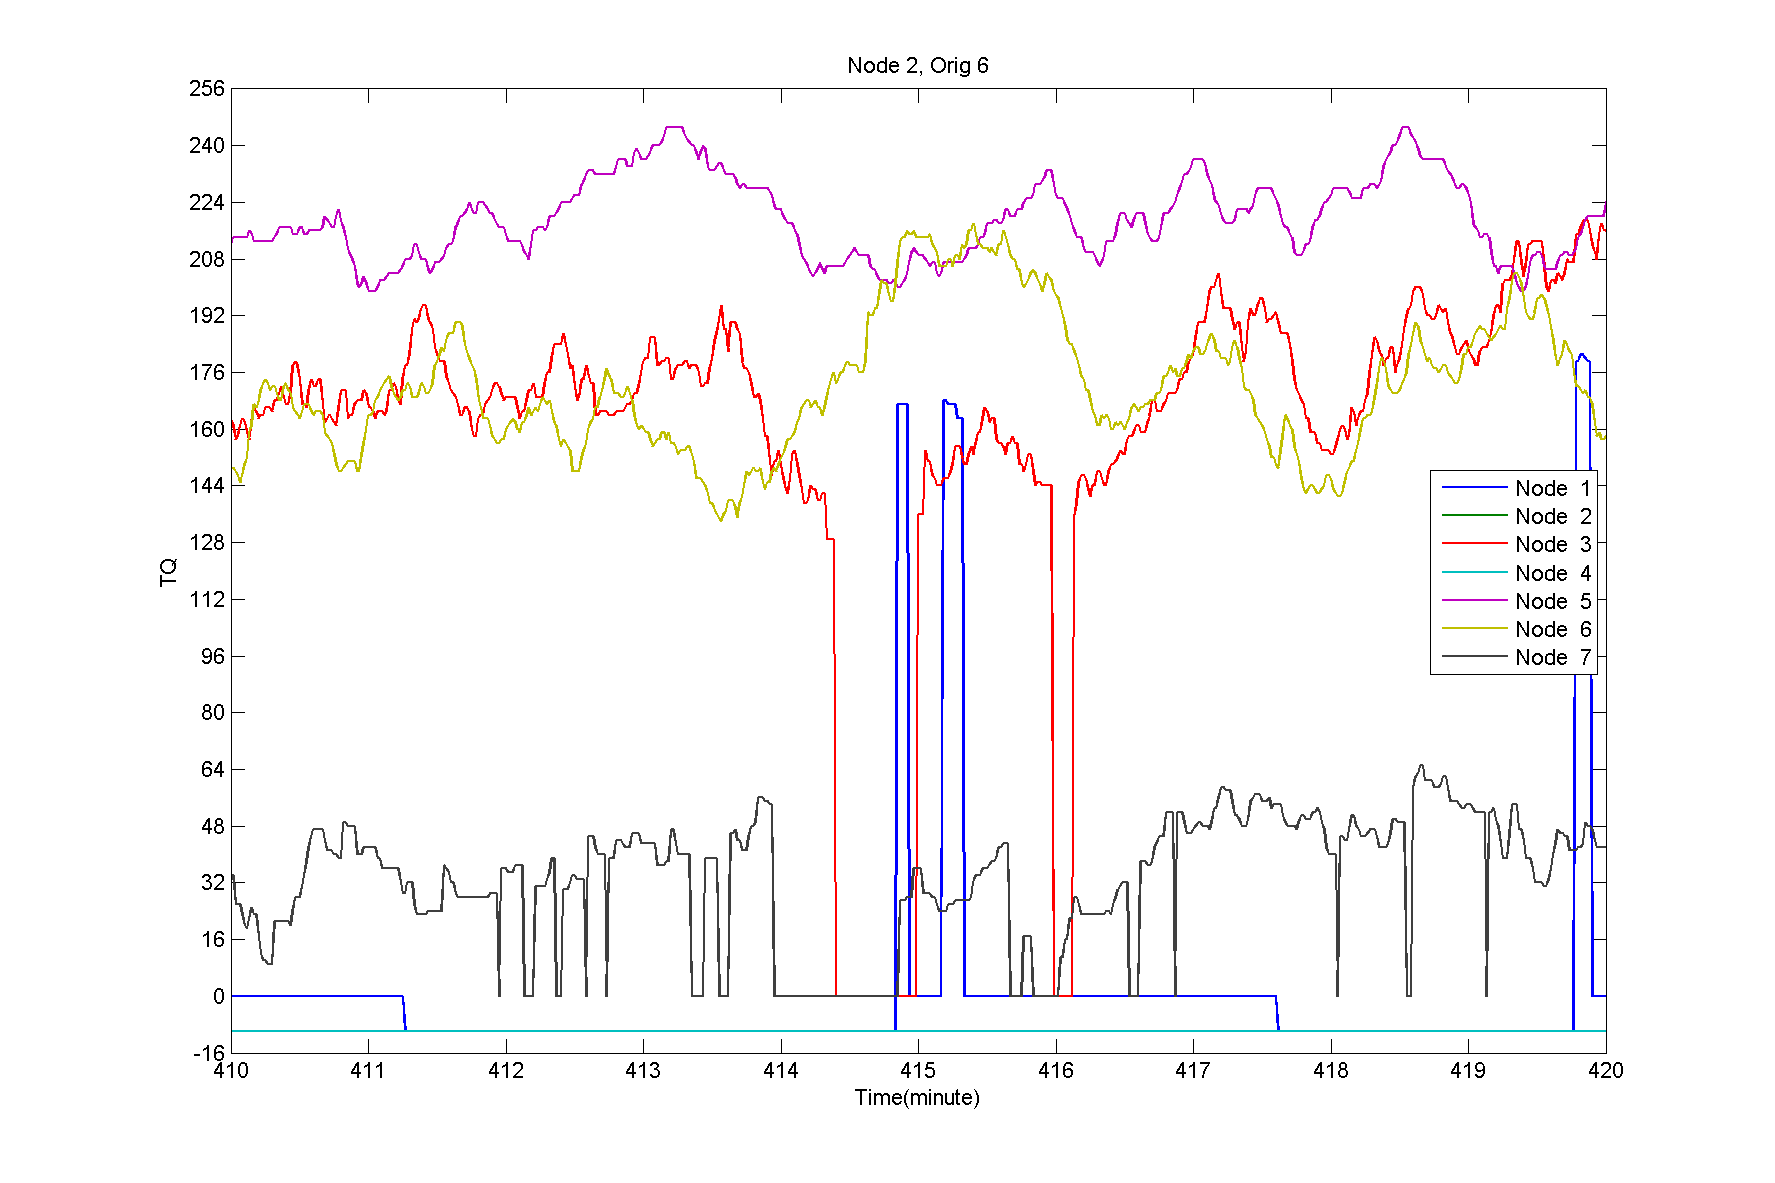 Node 2, Orig 6
256
240
224
208
192
176
160
144
128
112
96
80
64
48
32
16
0
-16
TQ
Node 1
Node 2
Node 3
Node 4
Node 5
Node 6
Node 7
410 411 412 413 414 415 416 417 418 419 420
Time(minute)